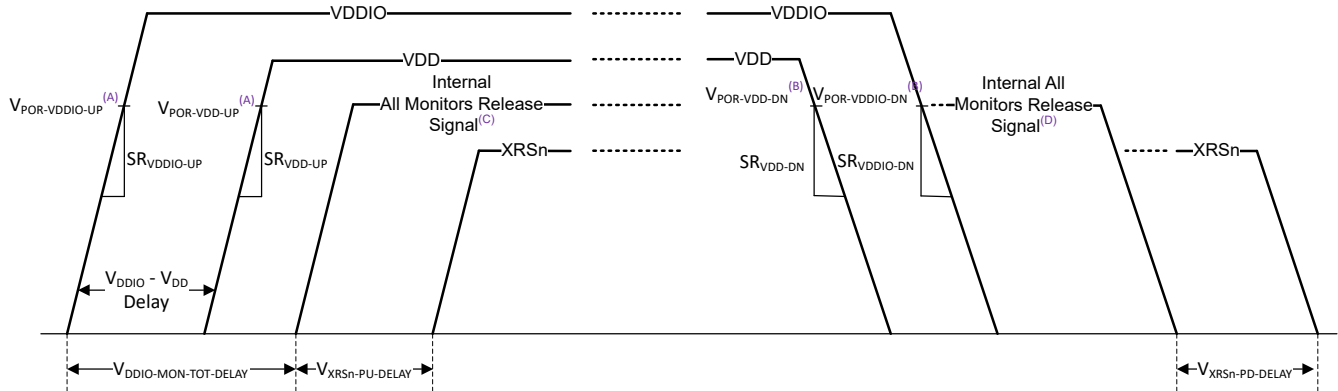 VDDIO
VDDIO
VDD
VDD
Internal
All Monitors Release
Signal(C)
Internal All
Monitors Release
Signal(D)
VPOR-VDDIO-UP(A)
VPOR-VDD-UP(A)
VPOR-VDD-DN(B)
VPOR-VDDIO-DN(B)
XRSn
XRSn
SRVDDIO-UP
SRVDD-UP
SRVDD-DN
SRVDDIO-DN
VDDIO - VDD
Delay
VDDIO-MON-TOT-DELAY
VXRSn-PU-DELAY
VXRSn-PD-DELAY